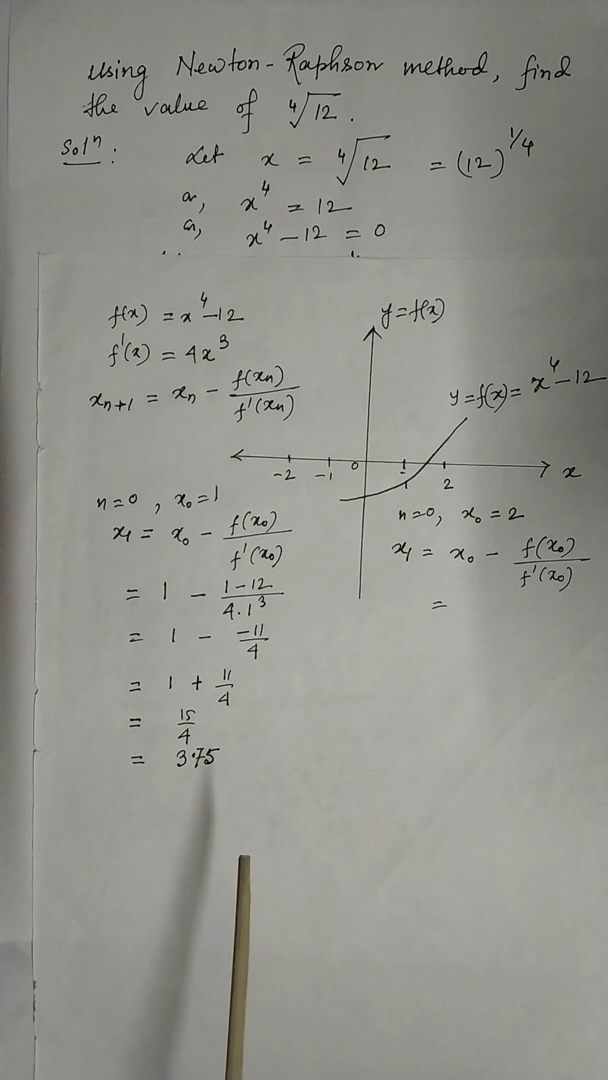 Using Newton-Raphson method, find
the value of ∜12.
Solⁿ: Let x = ∜12 = (12)^1/4
or, x⁴ = 12
or, x⁴ - 12 = 0
f(x) = x⁴-12
f'(x) = 4x³
xₙ₊₁ = xₙ - f(xₙ)/f'(xₙ)
y=f(x)
y=f(x)= x⁴-12
-2 -1 0 1 2 x
n=0, x₀=1
x₁ = x₀ - f(x₀)/f'(x₀)
= 1 - (1-12)/(4.1³)
= 1 - -11/4
= 1 + 11/4
= 15/4
= 3.75
n=0, x₀=2
x₁ = x₀ - f(x₀)/f'(x₀)
=